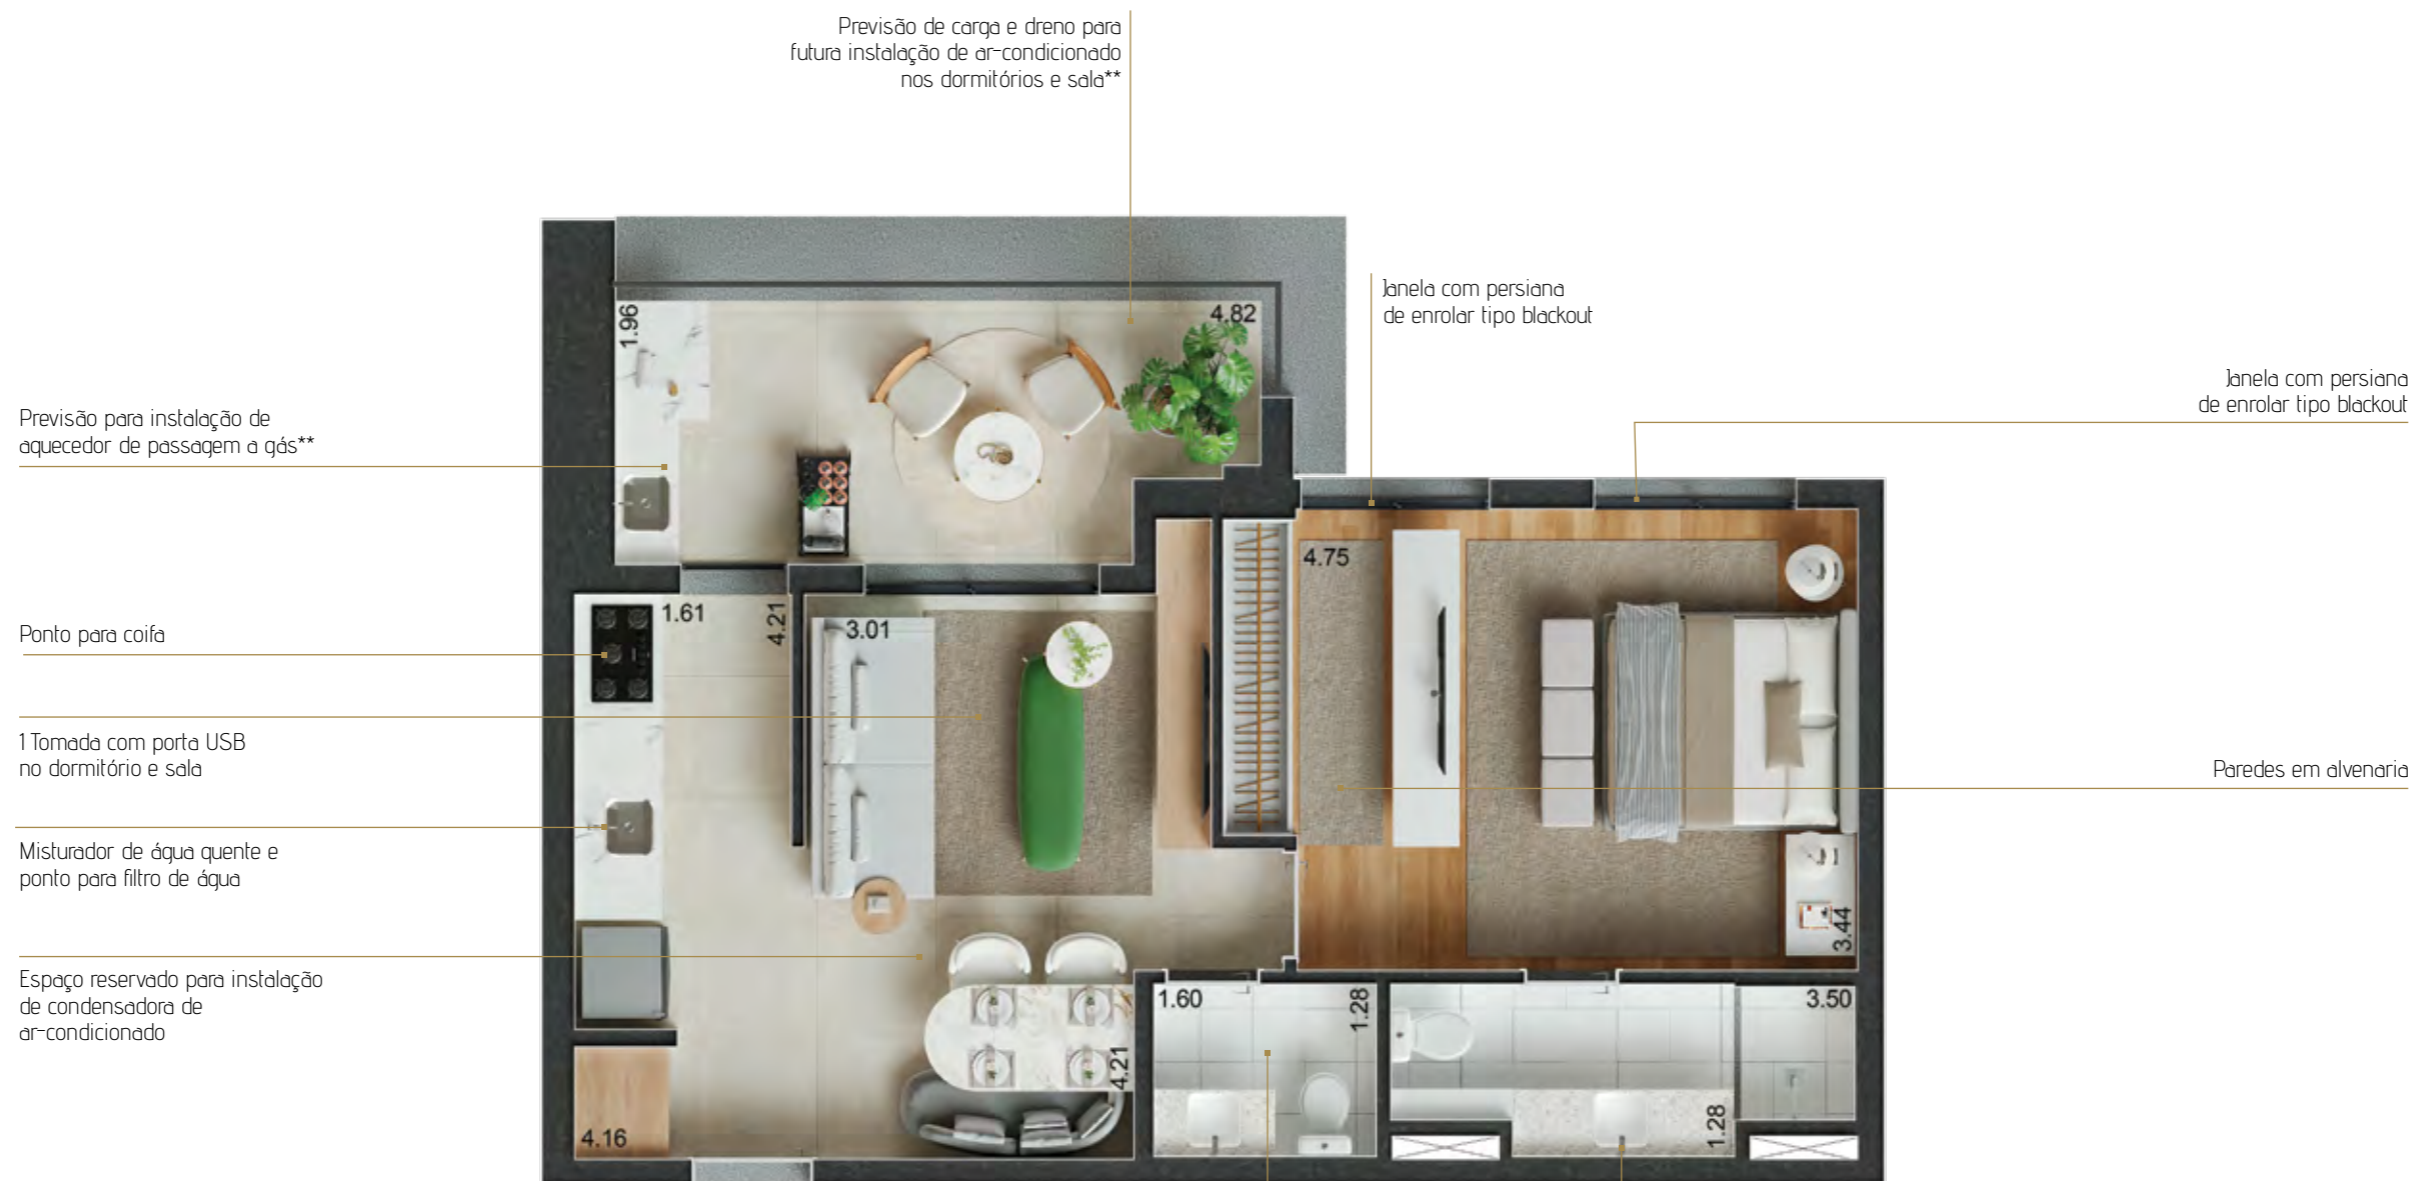 Previsão de carga e dreno para
futura instalação de ar-condicionado
nos dormitórios e sala**
Janela com persiana
de enrolar tipo blackout
Janela com persiana
de enrolar tipo blackout
Previsão para instalação de
aquecedor de passagem a gás**
Ponto para coifa
1 Tomada com porta USB
no dormitório e sala
Misturador de água quente e
ponto para filtro de água
Espaço reservado para instalação
de condensadora de
ar-condicionado
Paredes em alvenaria
1.96
4.82
4.75
1.61
4.21
3.01
3.44
1.60
1.28
3.50
4.21
1.28
4.16